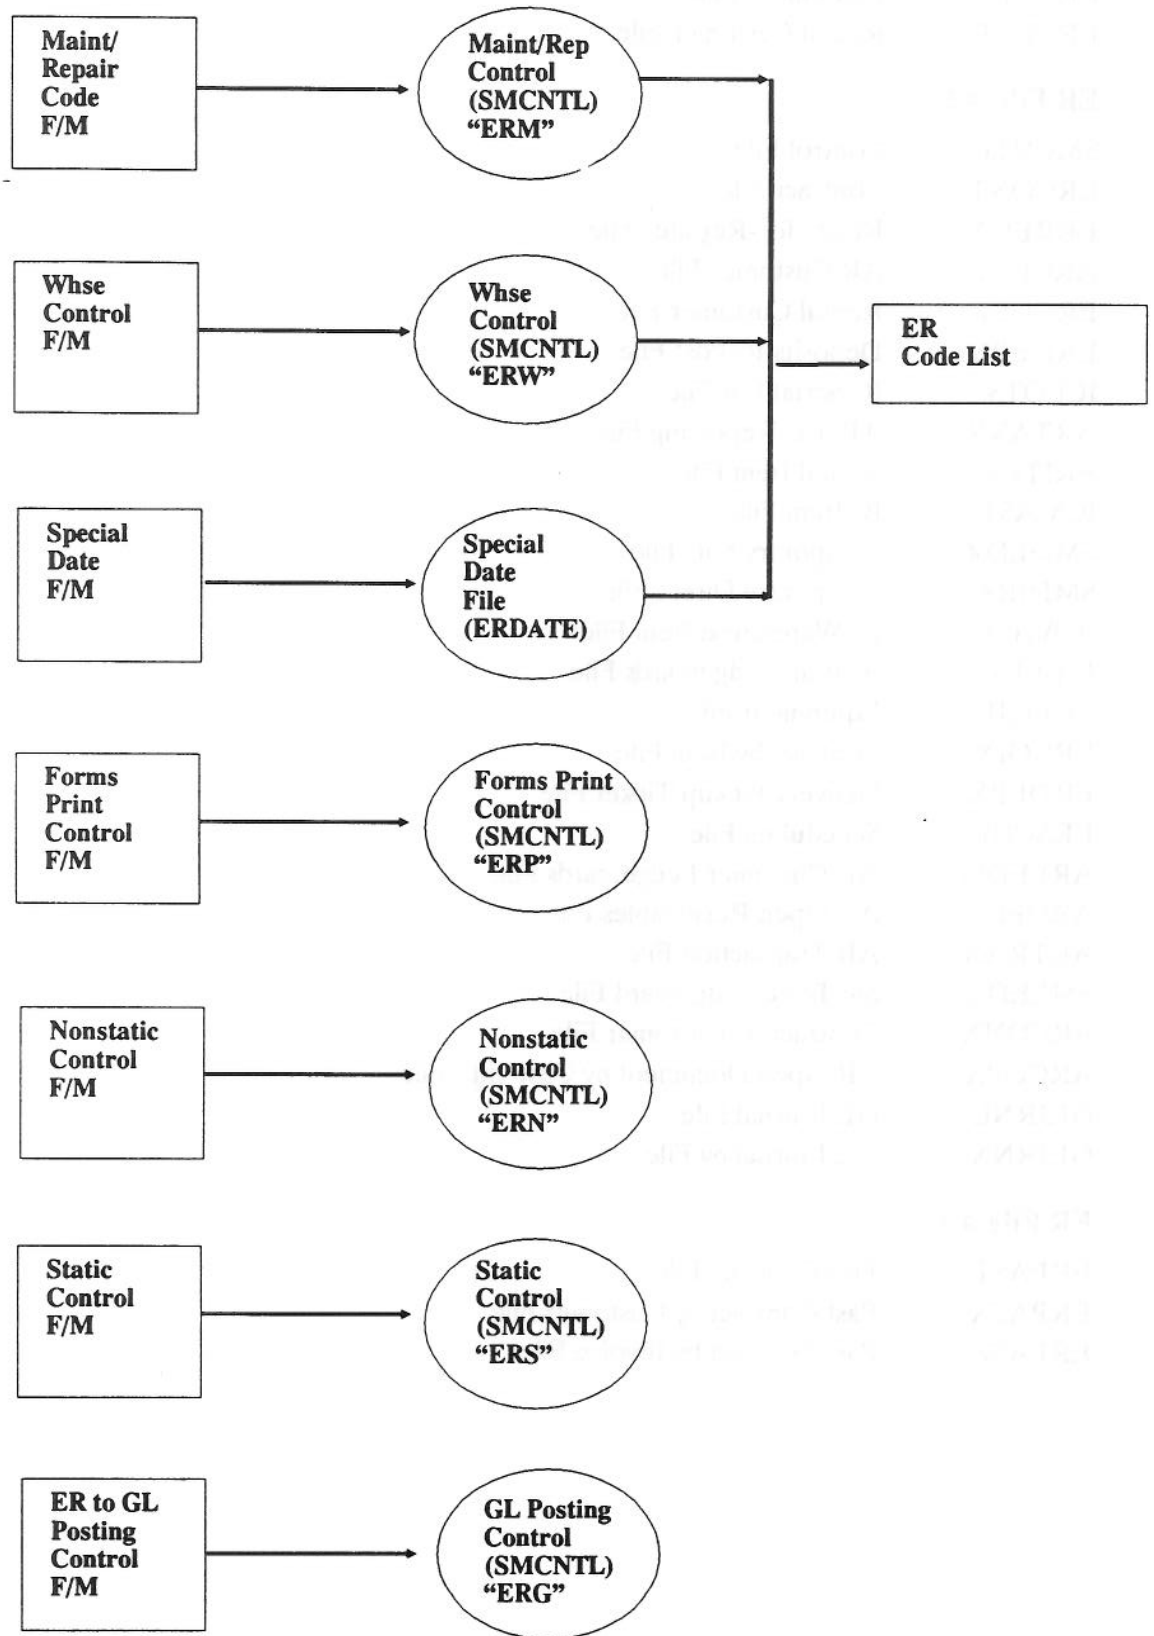 Maint/
Repair
Code
F/M
Maint/Rep
Control
(SMCNTL)
“ERM”
Whse
Control
F/M
Whse
Control
(SMCNTL)
“ERW”
ER
Code List
Special
Date
F/M
Special
Date
File
(ERDATE)
Forms
Print
Control
F/M
Forms Print
Control
(SMCNTL)
“ERP”
Nonstatic
Control
F/M
Nonstatic
Control
(SMCNTL)
“ERN”
Static
Control
F/M
Static
Control
(SMCNTL)
“ERS”
ER to GL
Posting
Control
F/M
GL Posting
Control
(SMCNTL)
“ERG”